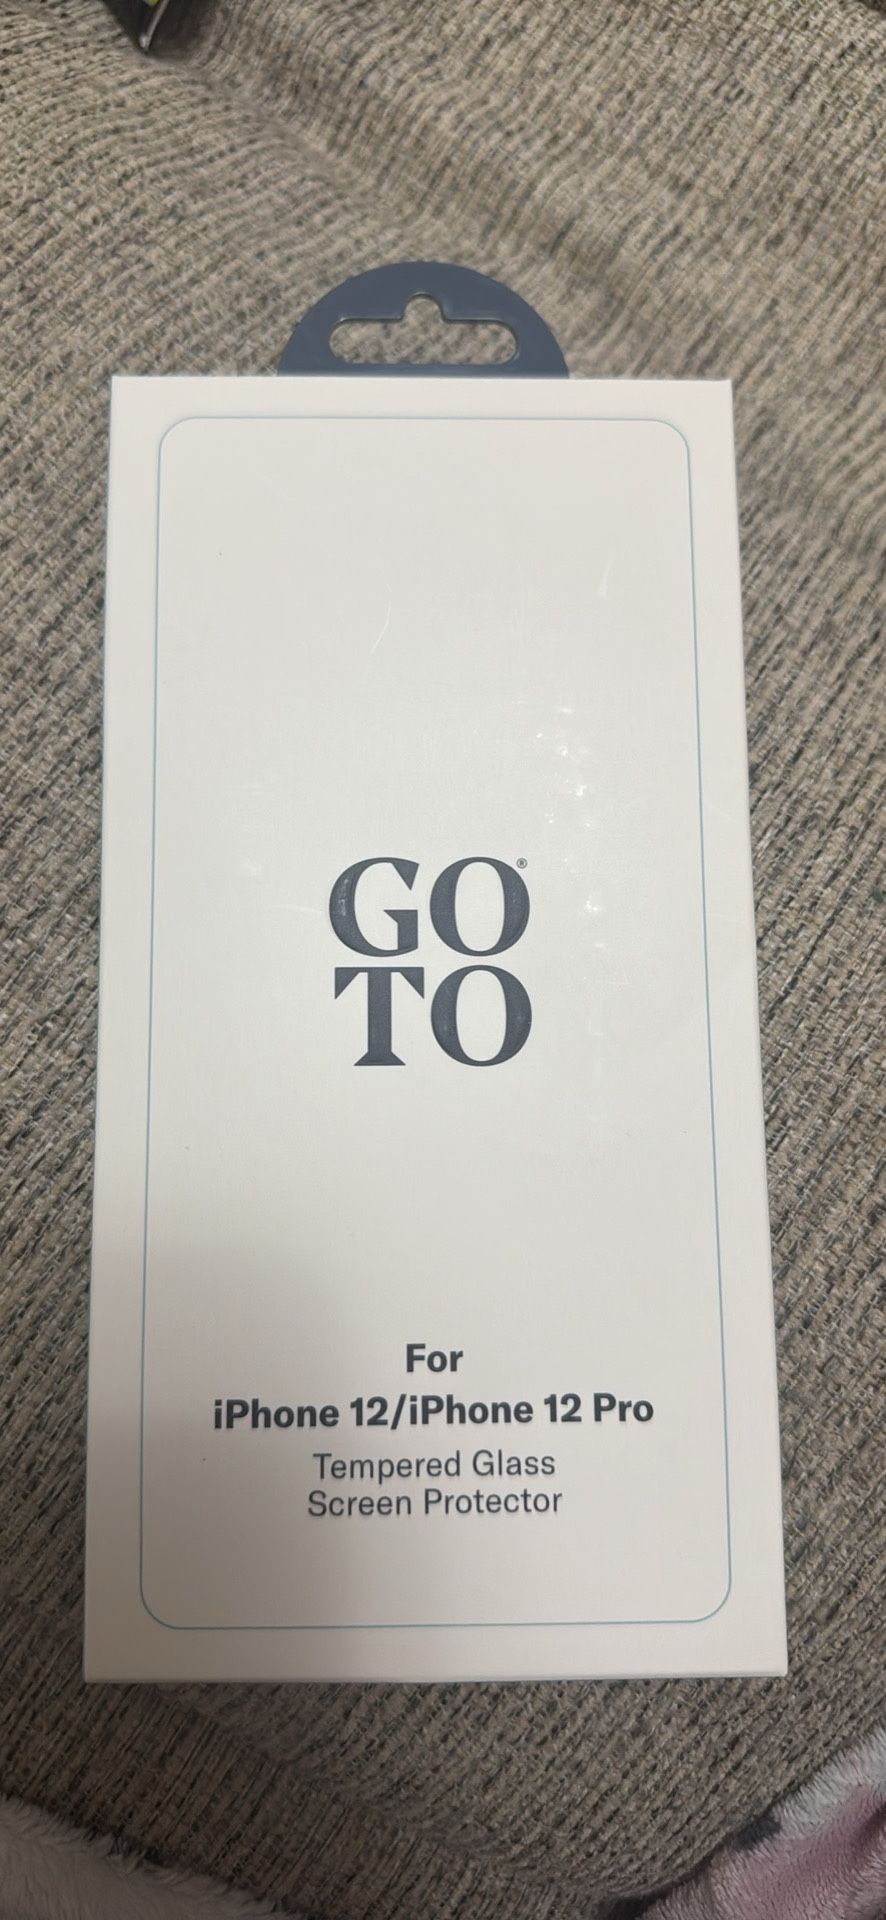 GO®
TO
For
iPhone 12/iPhone 12 Pro
Tempered Glass
Screen Protector